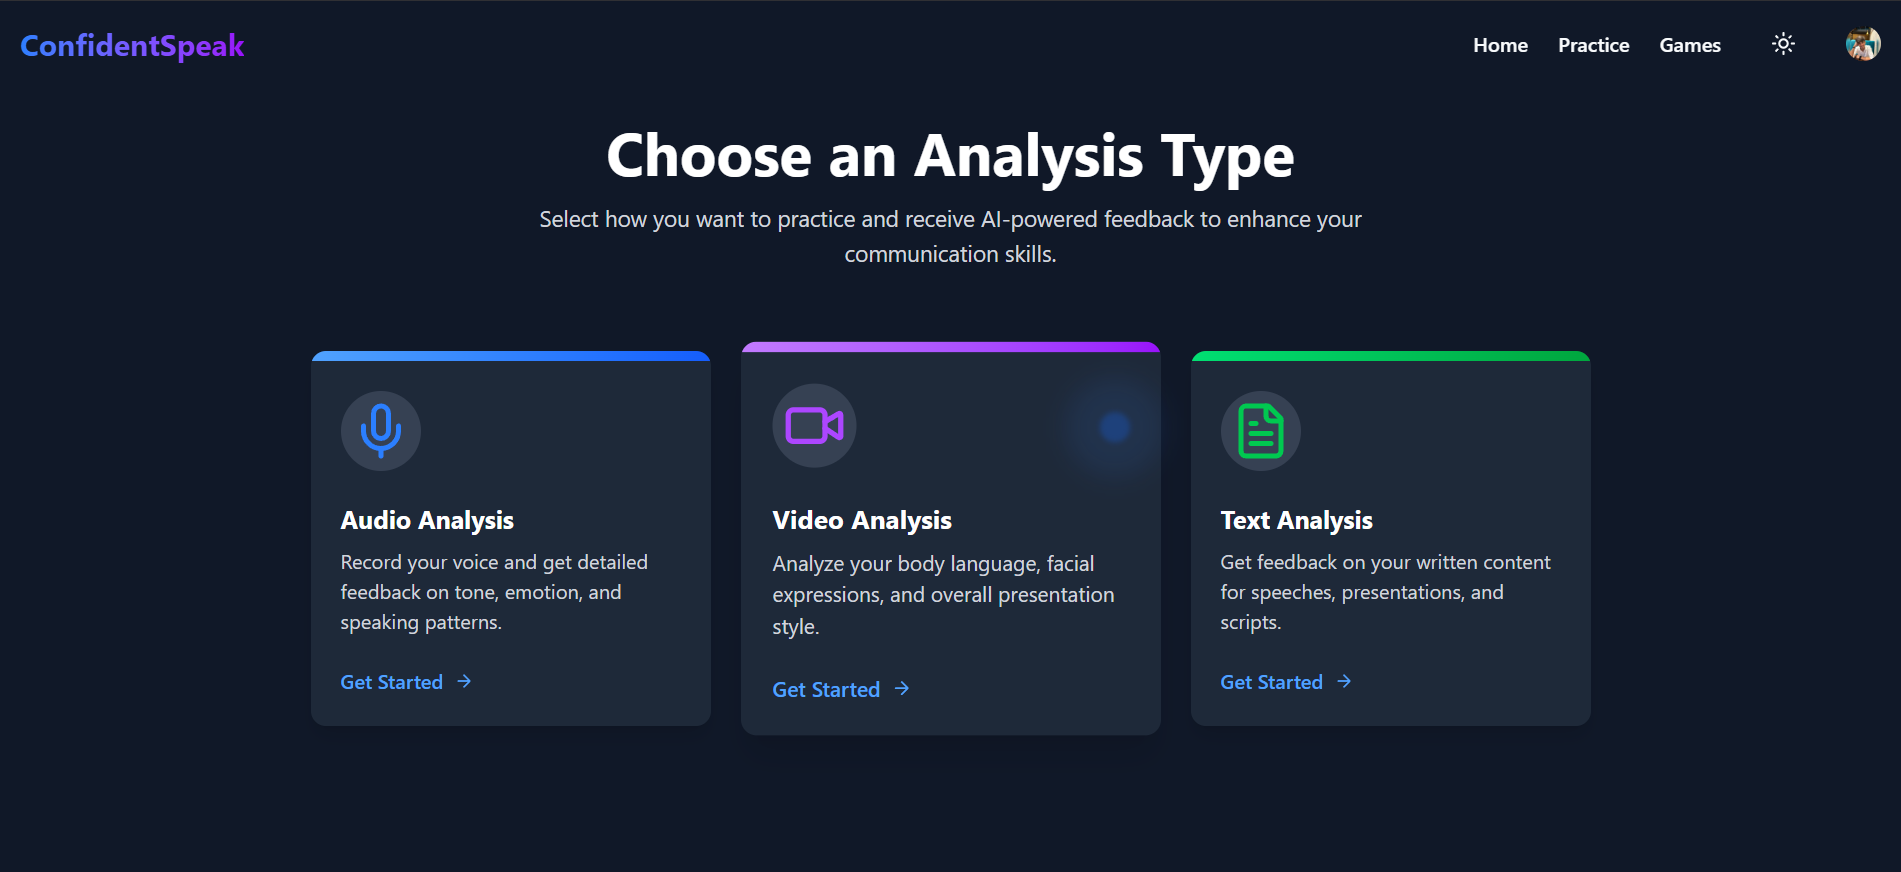 ConfidentSpeak
Home Practice Games
Choose an Analysis Type
Select how you want to practice and receive AI-powered feedback to enhance your
communication skills.
Audio Analysis
Record your voice and get detailed
feedback on tone, emotion, and
speaking patterns.
Get Started
Video Analysis
Analyze your body language, facial
expressions, and overall presentation
style.
Get Started
Text Analysis
Get feedback on your written content
for speeches, presentations, and
scripts.
Get Started